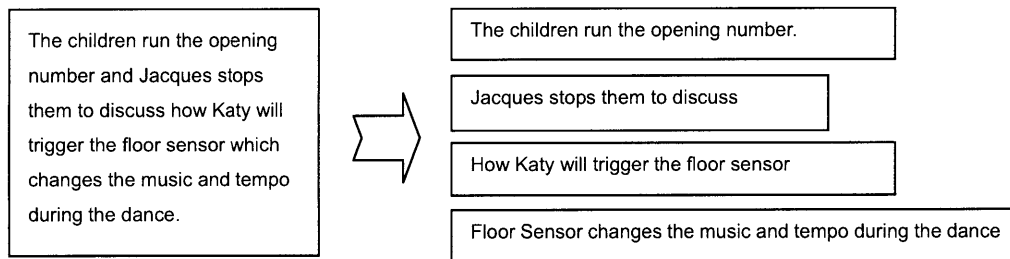 The children run the opening
number and Jacques stops
them to discuss how Katy will
trigger the floor sensor which
changes the music and tempo
during the dance.
The children run the opening number.
Jacques stops them to discuss
How Katy will trigger the floor sensor
Floor Sensor changes the music and tempo during the dance